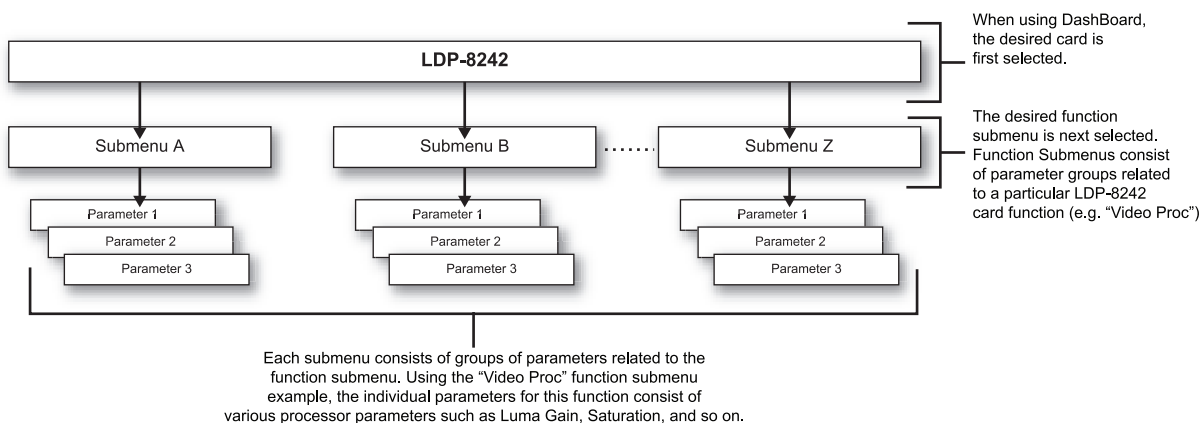 When using DashBoard,
the desired card is
first selected.
LDP-8242
The desired function
submenu is next selected.
Function Submenus consist
of parameter groups related
to a particular LDP-8242
card function (e.g. “Video Proc”)
Submenu A
Submenu B
Submenu Z
Parameter 1
Parameter 2
Parameter 3
Parameter 1
Parameter 2
Parameter 3
Parameter 1
Parameter 2
Parameter 3
Each submenu consists of groups of parameters related to the
function submenu. Using the “Video Proc” function submenu
example, the individual parameters for this function consist of
various processor parameters such as Luma Gain, Saturation, and so on.